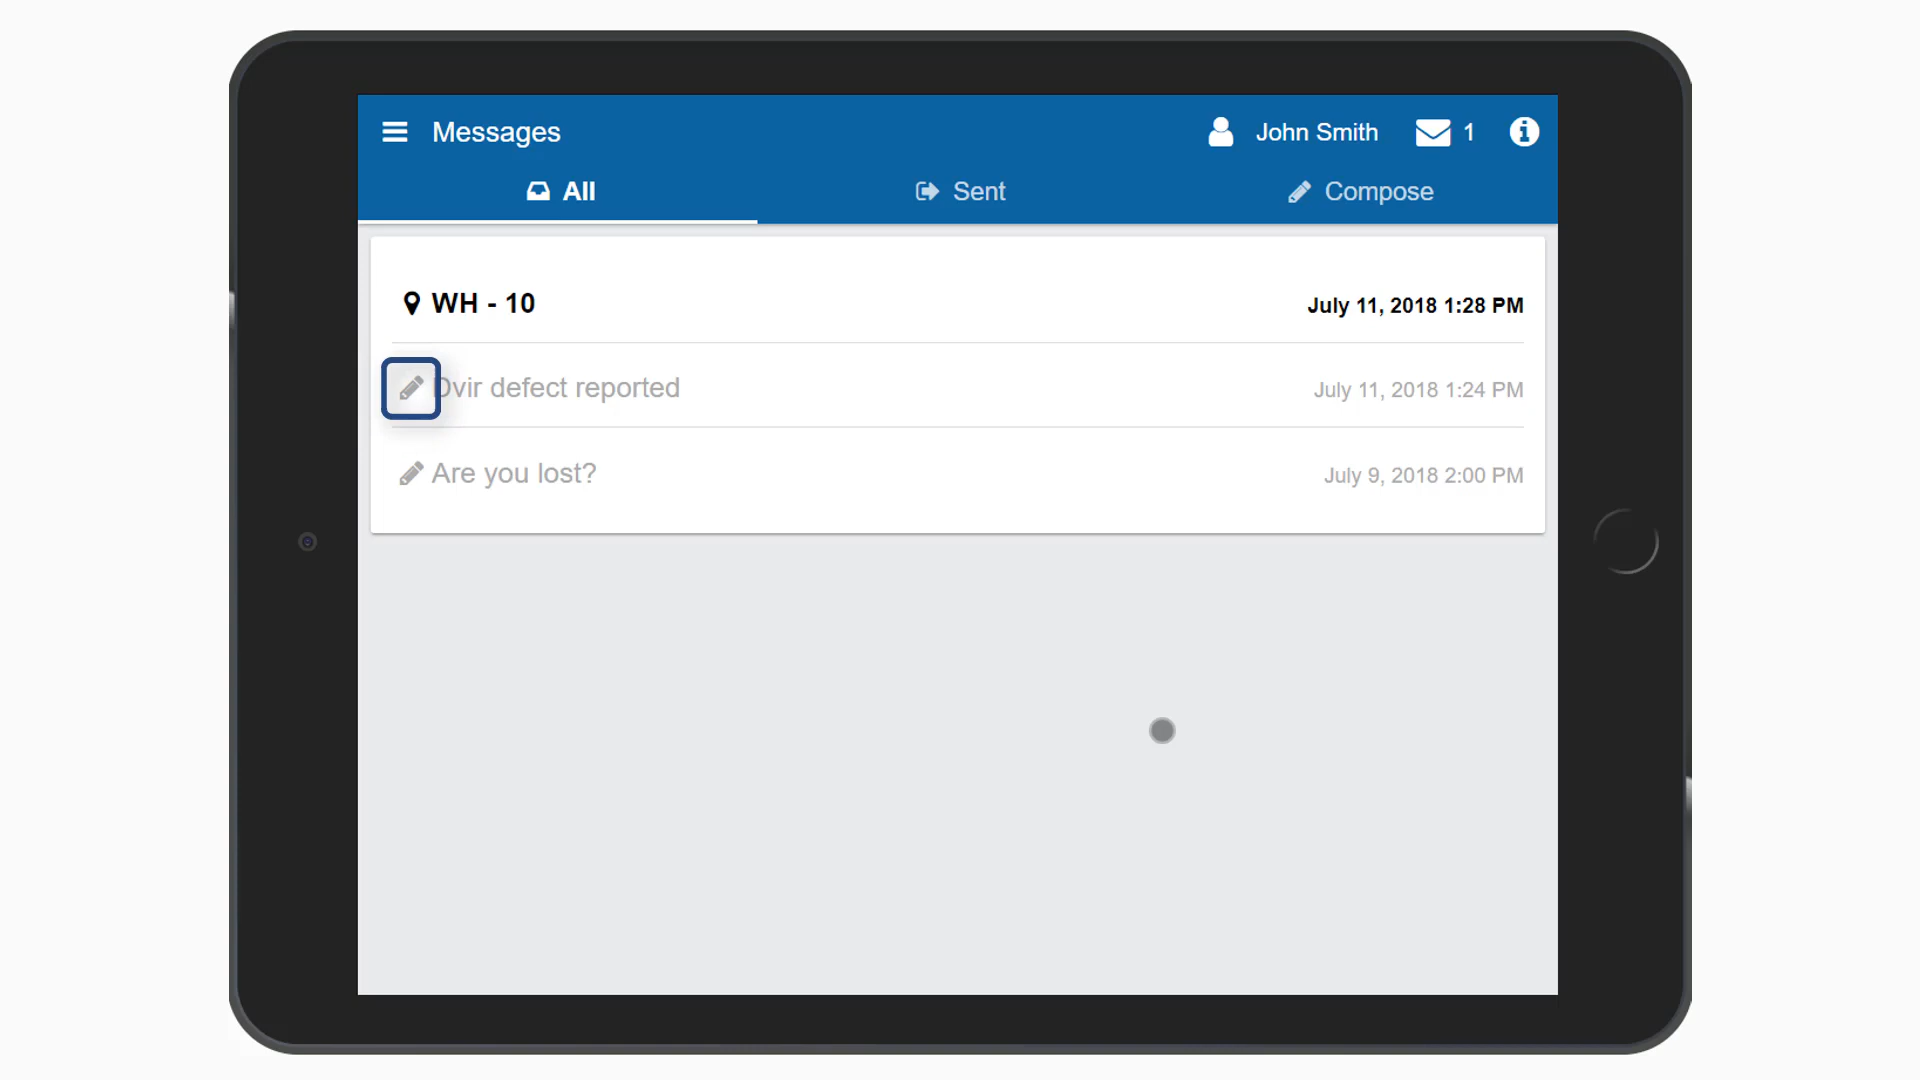 Messages
John Smith
1
All
Sent
Compose
WH - 10
July 11, 2018 1:28 PM
Dvir defect reported
July 11, 2018 1:24 PM
Are you lost?
July 9, 2018 2:00 PM